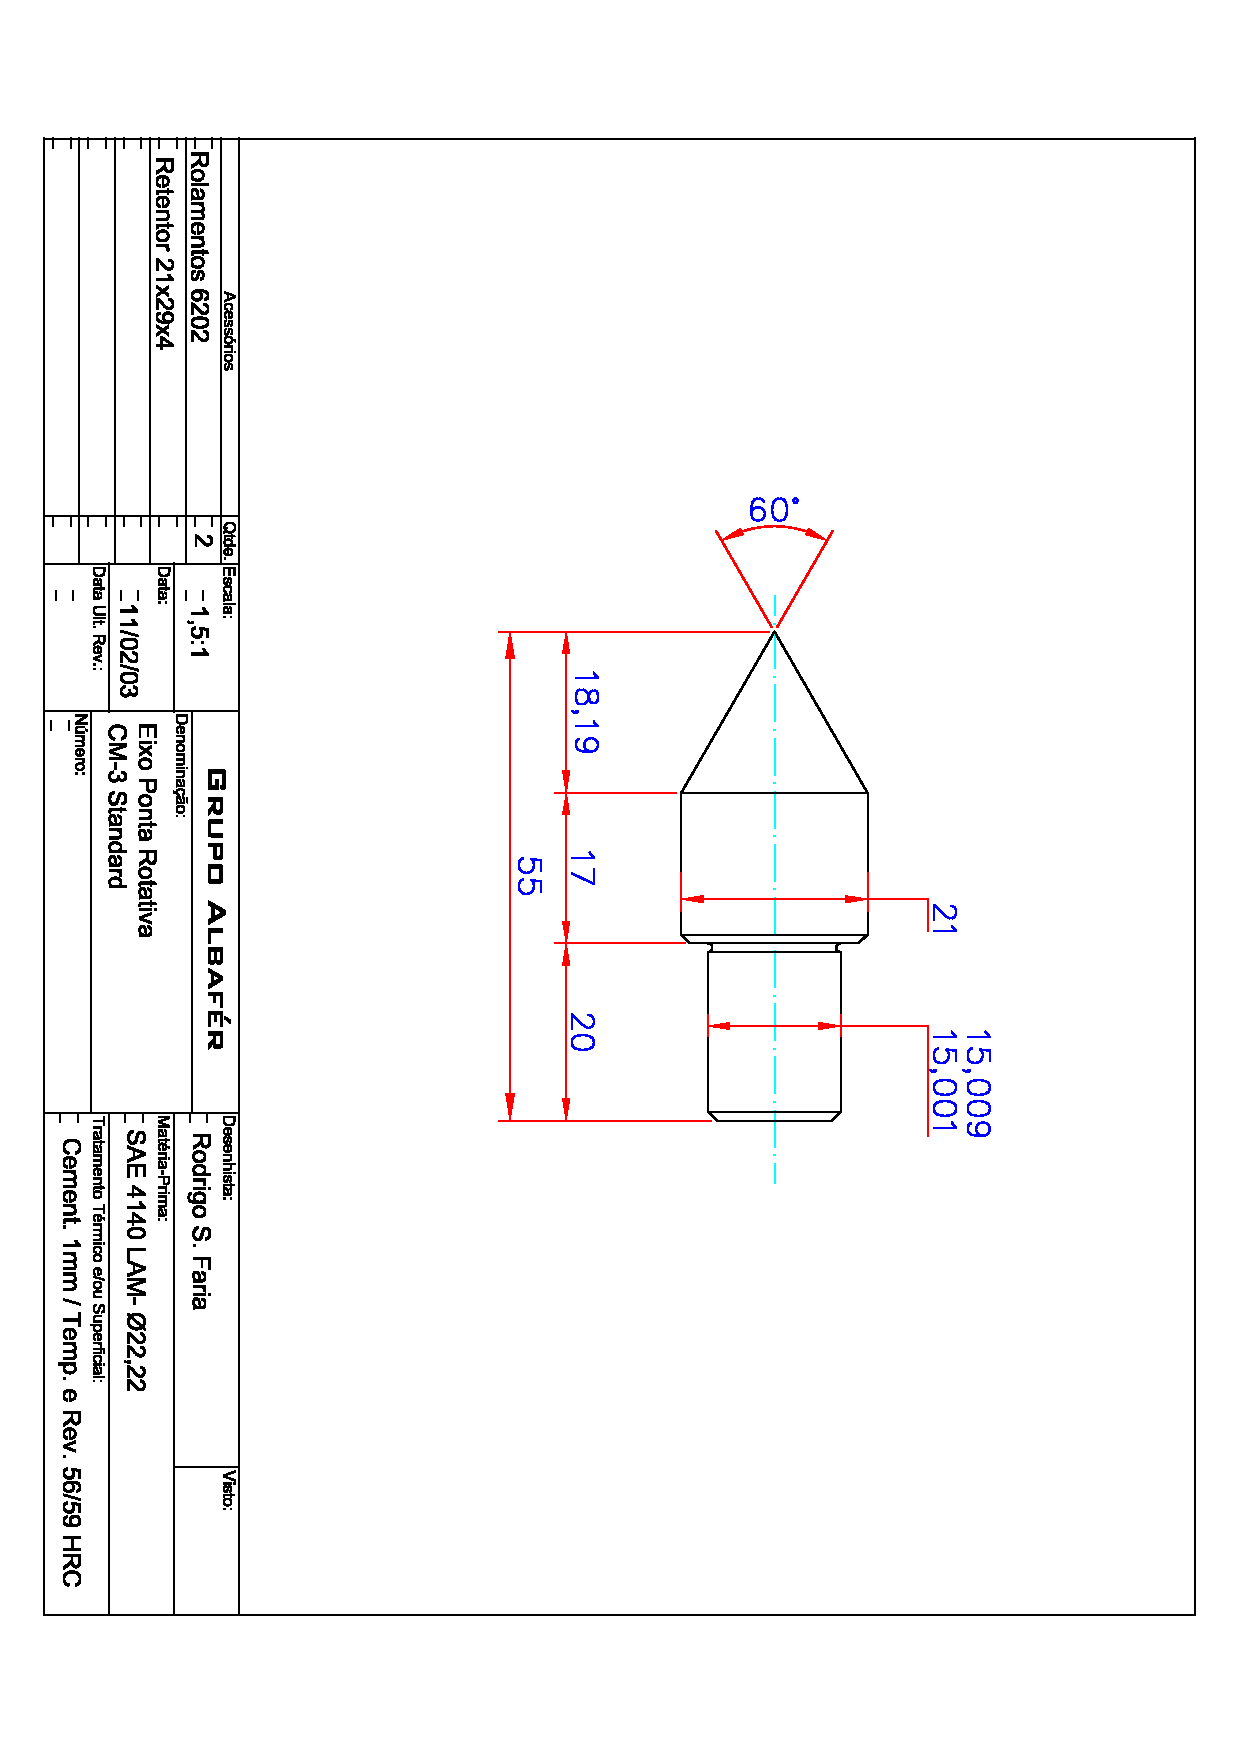 60°
18,19
17
20
55
21
15,009
15,001
Acessórios
Qtde.
Rolamentos 6202
2
Retentor 21x29x4
Escala:
1,5:1
Data:
11/02/03
Data Ult. Rev.:
GRUPO ALBAFÉR
Denominação:
Eixo Ponta Rotativa
CM-3 Standard
Número:
Desenhista:
Rodrigo S. Faria
Visto:
Matéria-Prima:
SAE 4140 LAM- Ø22,22
Tratamento Térmico e/ou Superficial:
Cement. 1mm / Temp. e Rev. 56/59 HRC